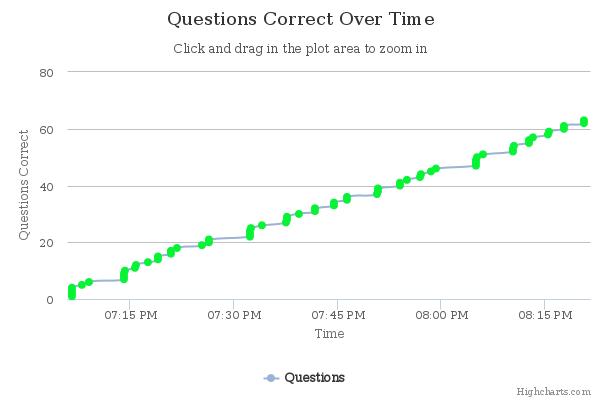 Questions Correct Over Time
Click and drag in the plot area to zoom in
Questions Correct
80
60
40
20
0
07:15 PM
07:30 PM
07:45 PM
08:00 PM
08:15 PM
Time
Questions
Highcharts.com